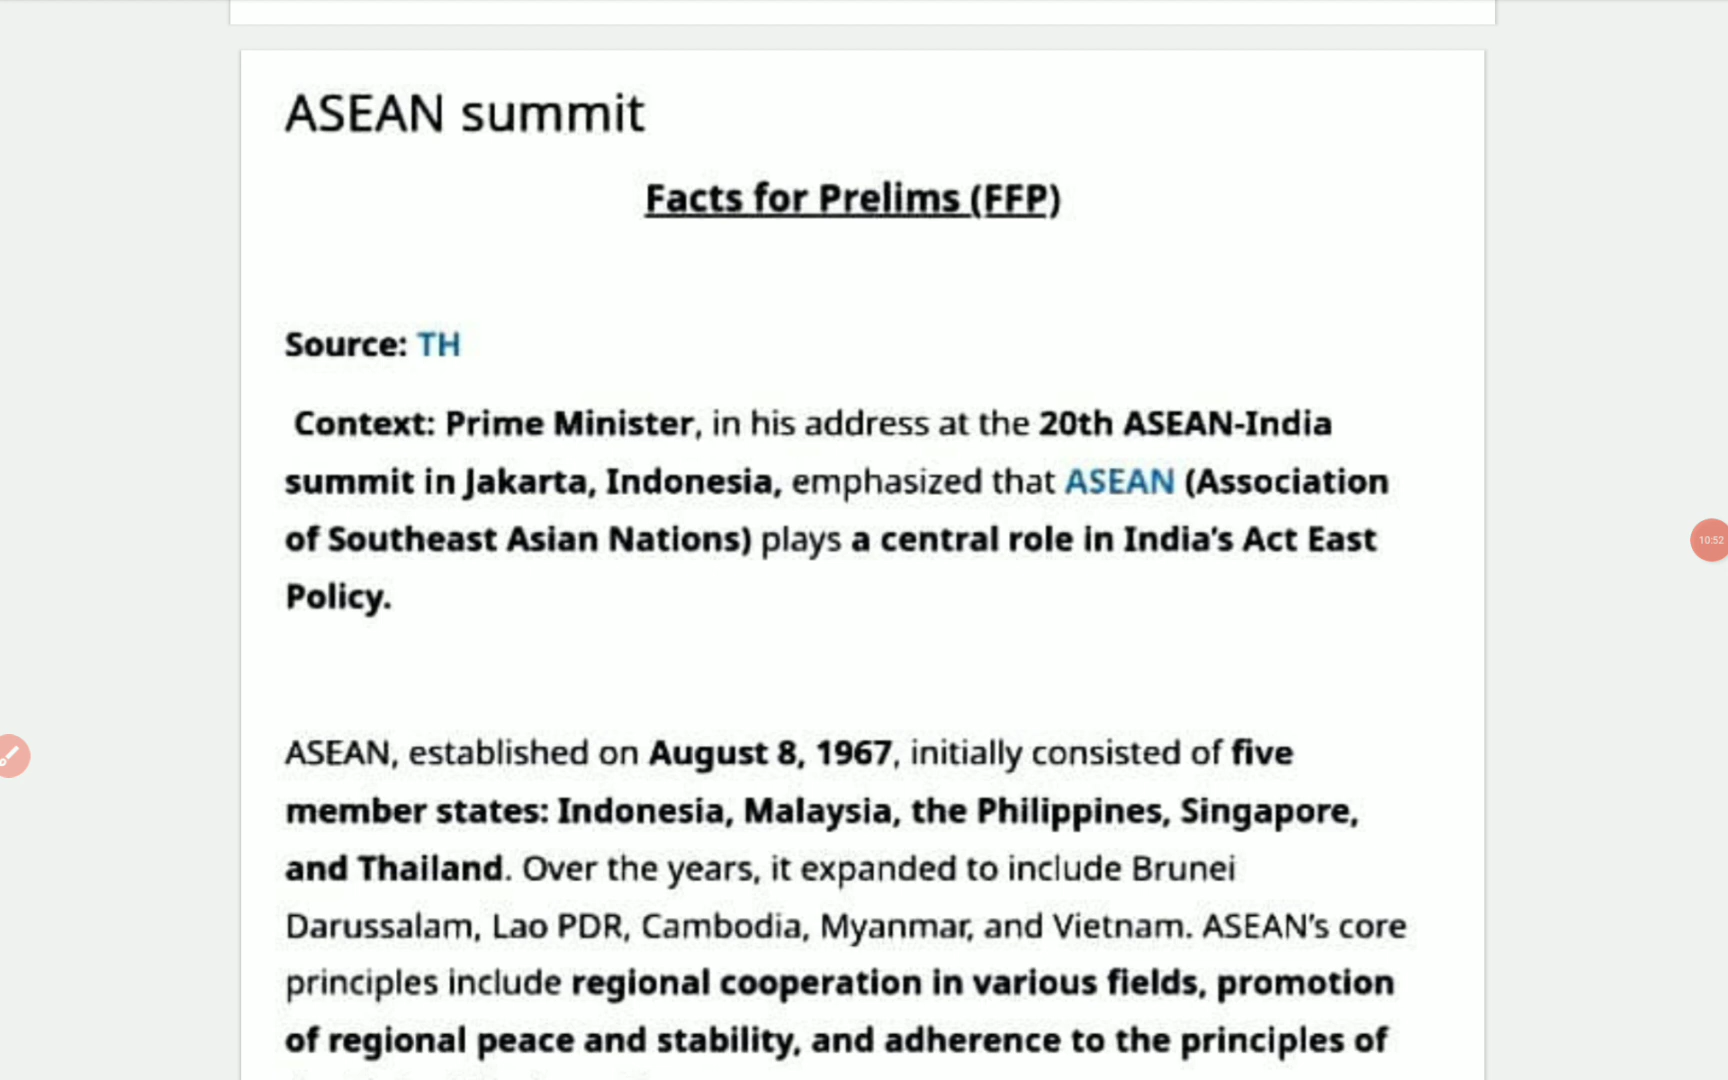 ASEAN summit
Facts for Prelims (FFP)
Source: TH
Context: Prime Minister, in his address at the 20th ASEAN-India
summit in Jakarta, Indonesia, emphasized that ASEAN (Association
of Southeast Asian Nations) plays a central role in India’s Act East
Policy.
10:52
ASEAN, established on August 8, 1967, initially consisted of five
member states: Indonesia, Malaysia, the Philippines, Singapore,
and Thailand. Over the years, it expanded to include Brunei
Darussalam, Lao PDR, Cambodia, Myanmar, and Vietnam. ASEAN’s core
principles include regional cooperation in various fields, promotion
of regional peace and stability, and adherence to the principles of